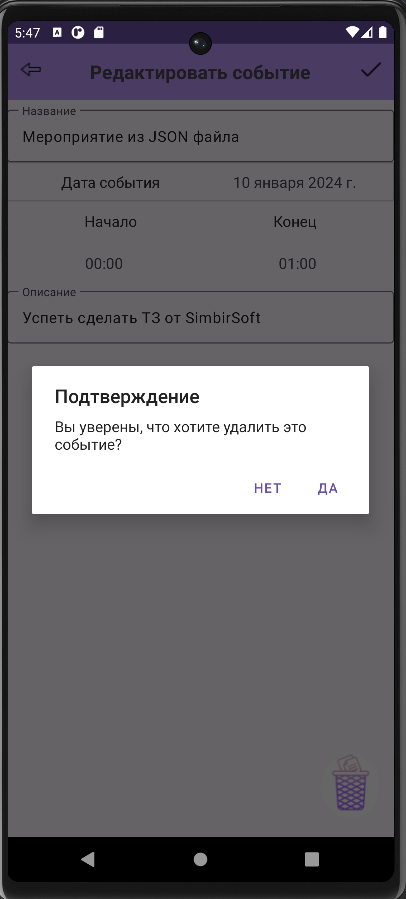 5:47
Редактировать событие
Название
Мероприятие из JSON файла
Дата события 10 января 2024 г.
Начало Конец
00:00 01:00
Описание
Успеть сделать ТЗ от SimbirSoft
Подтверждение
Вы уверены, что хотите удалить это
событие?
НЕТ ДА